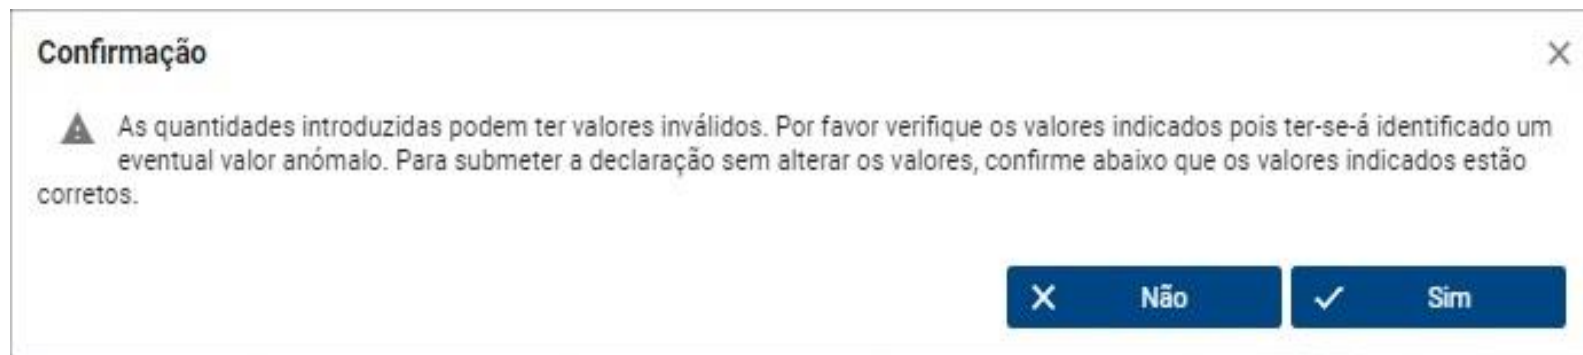 Confirmação
As quantidades introduzidas podem ter valores inválidos. Por favor verifique os valores indicados pois ter-se-á identificado um
eventual valor anómalo. Para submeter a declaração sem alterar os valores, confirme abaixo que os valores indicados estão
corretos.
Não
Sim